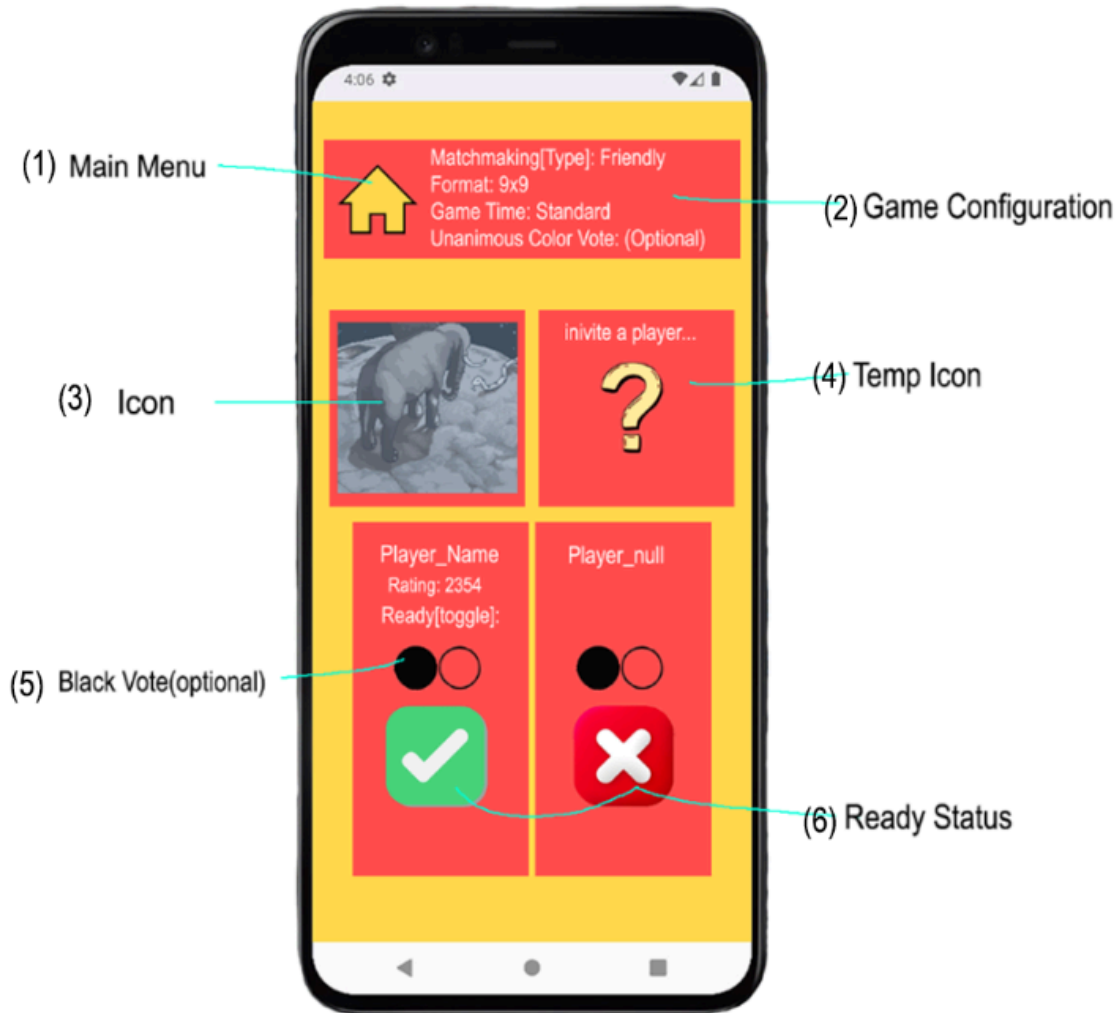 4:06
(1) Main Menu
Matchmaking[Type]: Friendly
Format: 9x9
Game Time: Standard
Unanimous Color Vote: (Optional)
(2) Game Configuration
inivite a player...
(3) Icon
(4) Temp Icon
Player_Name
Rating: 2354
Ready[toggle]:
Player_null
(5) Black Vote(optional)
(6) Ready Status